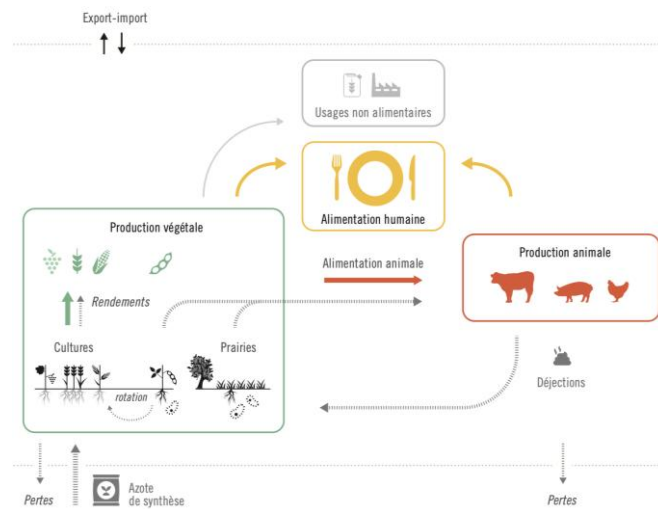 Export-import
Usages non alimentaires
Alimentation humaine
Production végétale
Rendements
Cultures
Prairies
rotation
Alimentation animale
Production animale
Déjections
Pertes
Azote
de synthèse
Pertes